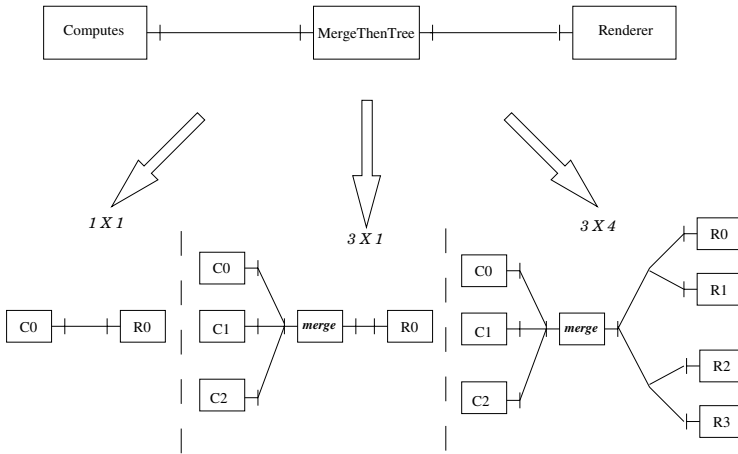 Computes
MergeThenTree
Renderer
1 X 1
3 X 1
3 X 4
C0
R0
C0
C1
C2
merge
R0
C0
C1
C2
merge
R0
R1
R2
R3